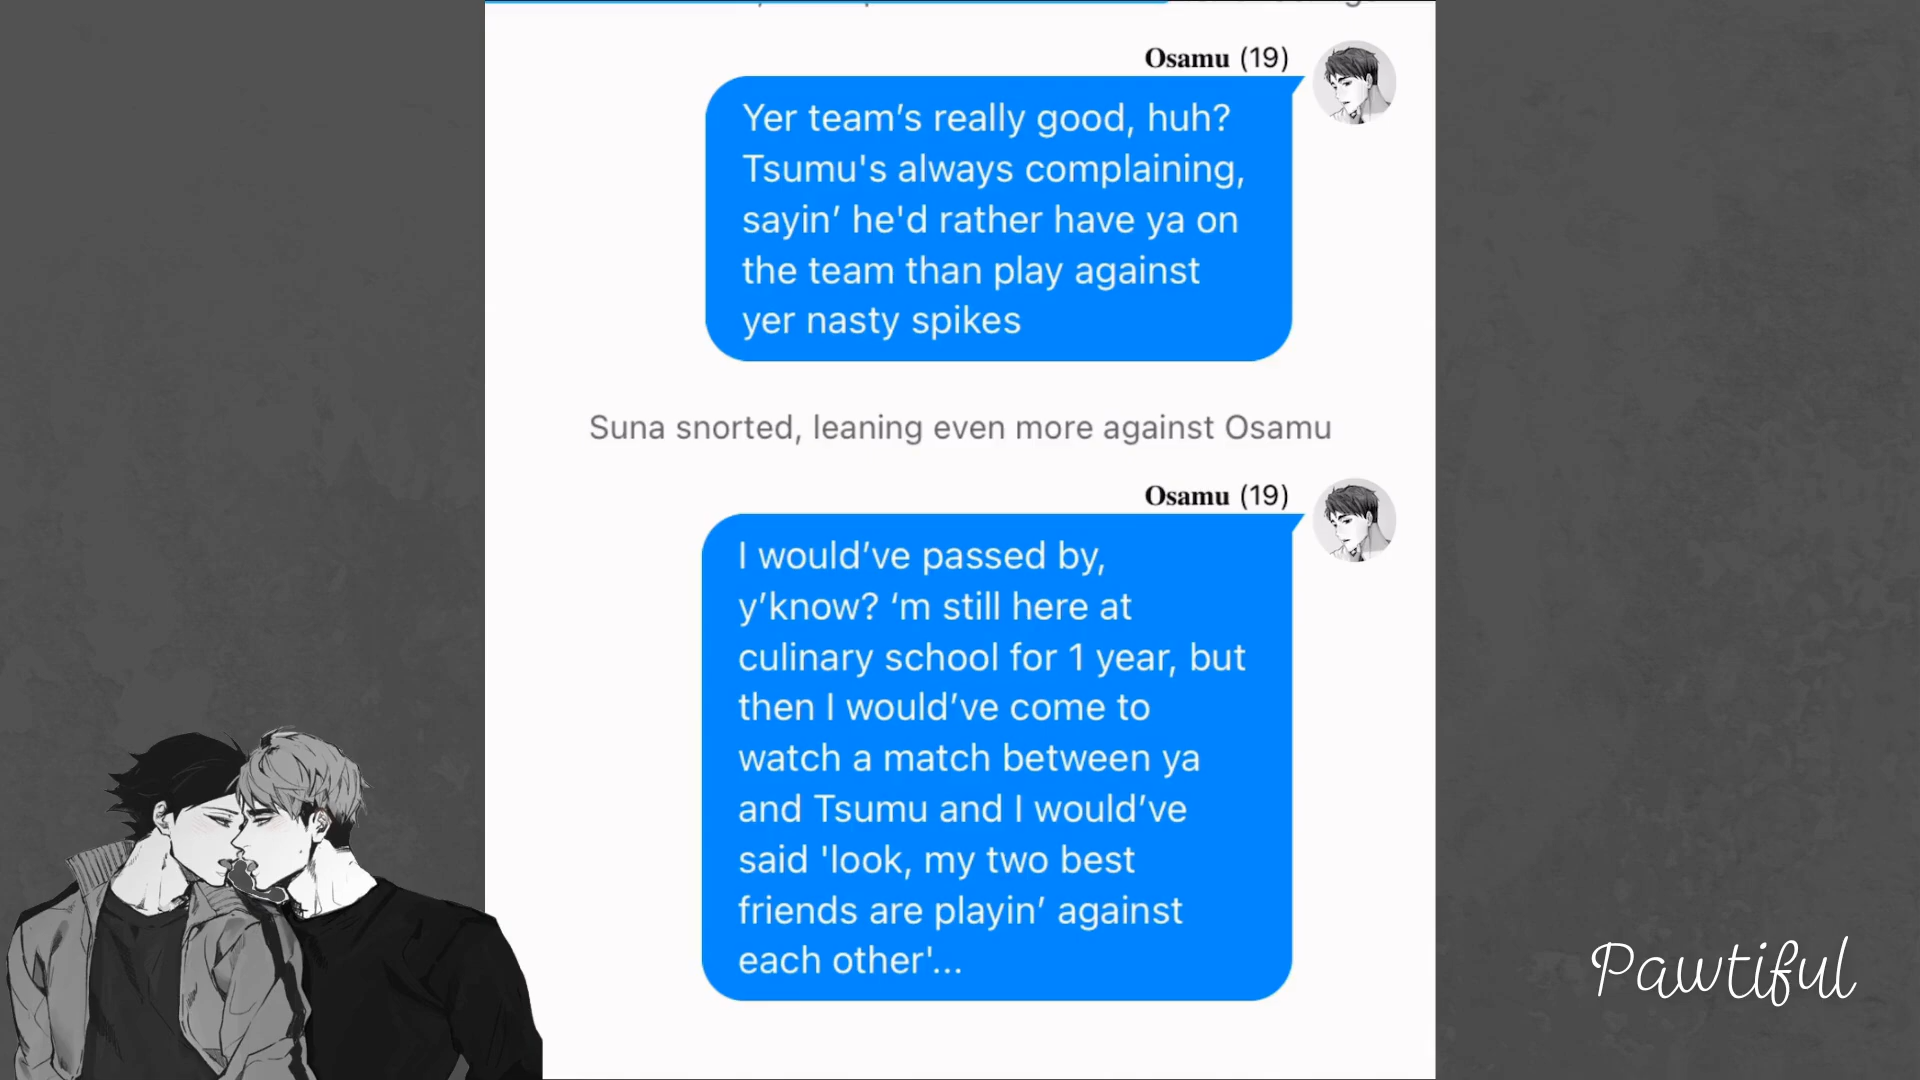 Osamu (19)
Yer team’s really good, huh?
Tsumu's always complaining,
sayin’ he'd rather have ya on
the team than play against
yer nasty spikes
Suna snorted, leaning even more against Osamu
Osamu (19)
I would’ve passed by,
y’know? ‘m still here at
culinary school for 1 year, but
then I would’ve come to
watch a match between ya
and Tsumu and I would’ve
said 'look, my two best
friends are playin’ against
each other'...
Pawtiful